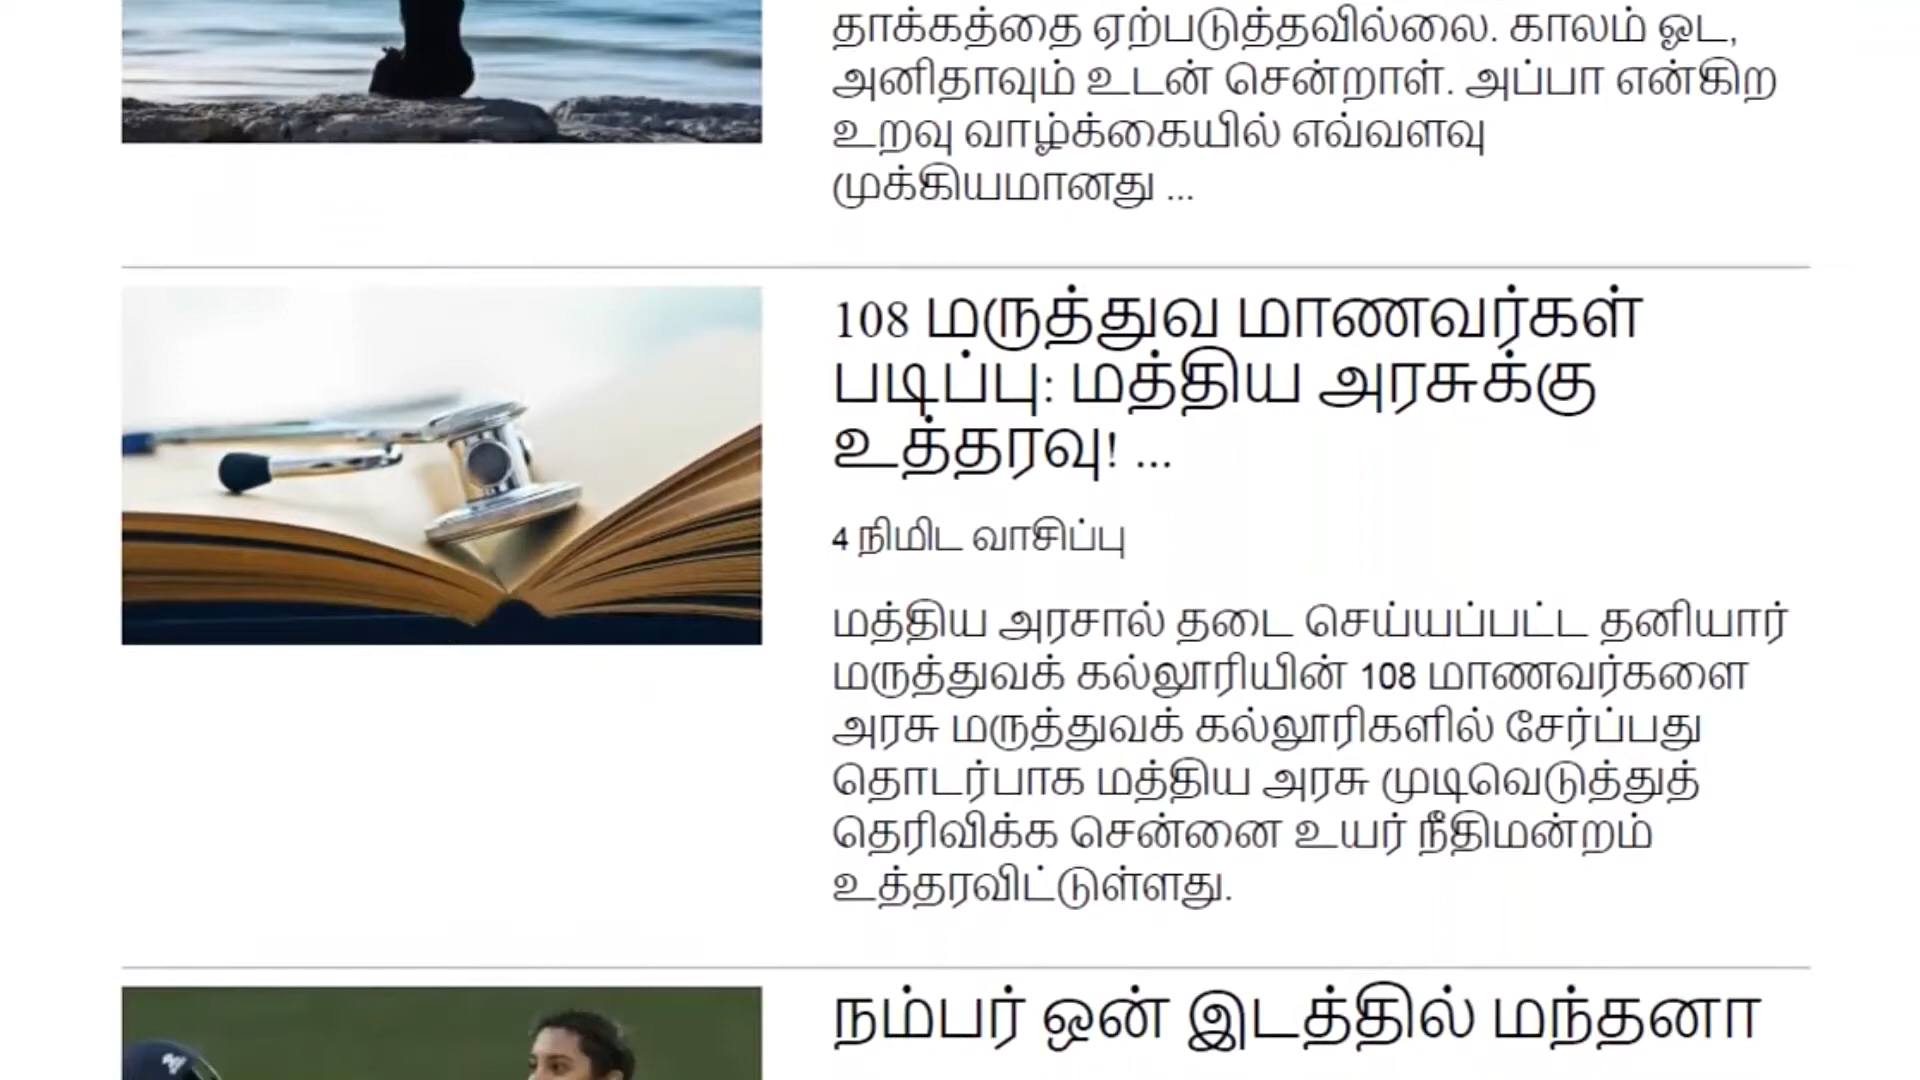 தாக்கத்தை ஏற்படுத்தவில்லை. காலம் ஓட,
அனிதாவும் உடன் சென்றாள். அப்பா என்கிற
உறவு வாழ்க்கையில் எவ்வளவு
முக்கியமானது ...
108 மருத்துவ மாணவர்கள்
படிப்பு: மத்திய அரசுக்கு
உத்தரவு! ...
4 நிமிட வாசிப்பு
மத்திய அரசால் தடை செய்யப்பட்ட தனியார்
மருத்துவக் கல்லூரியின் 108 மாணவர்களை
அரசு மருத்துவக் கல்லூரிகளில் சேர்ப்பது
தொடர்பாக மத்திய அரசு முடிவெடுத்துத்
தெரிவிக்க சென்னை உயர் நீதிமன்றம்
உத்தரவிட்டுள்ளது.
நம்பர் ஒன் இடத்தில் மந்தனா